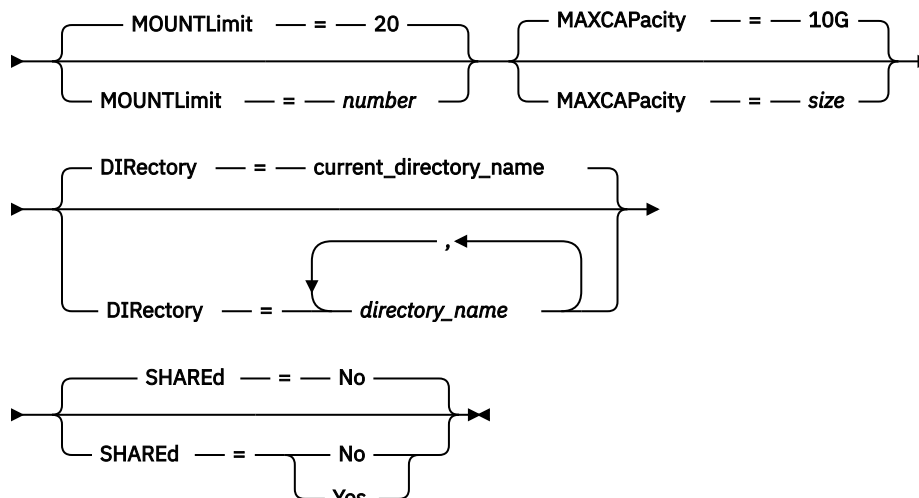 MOUNTLimit = 20 MAXCAPacity = 10G
MOUNTLimit = number MAXCAPacity = size
DIRectory = current_directory_name
,
DIRectory = directory_name
SHAREd = No
SHAREd = No
Yes